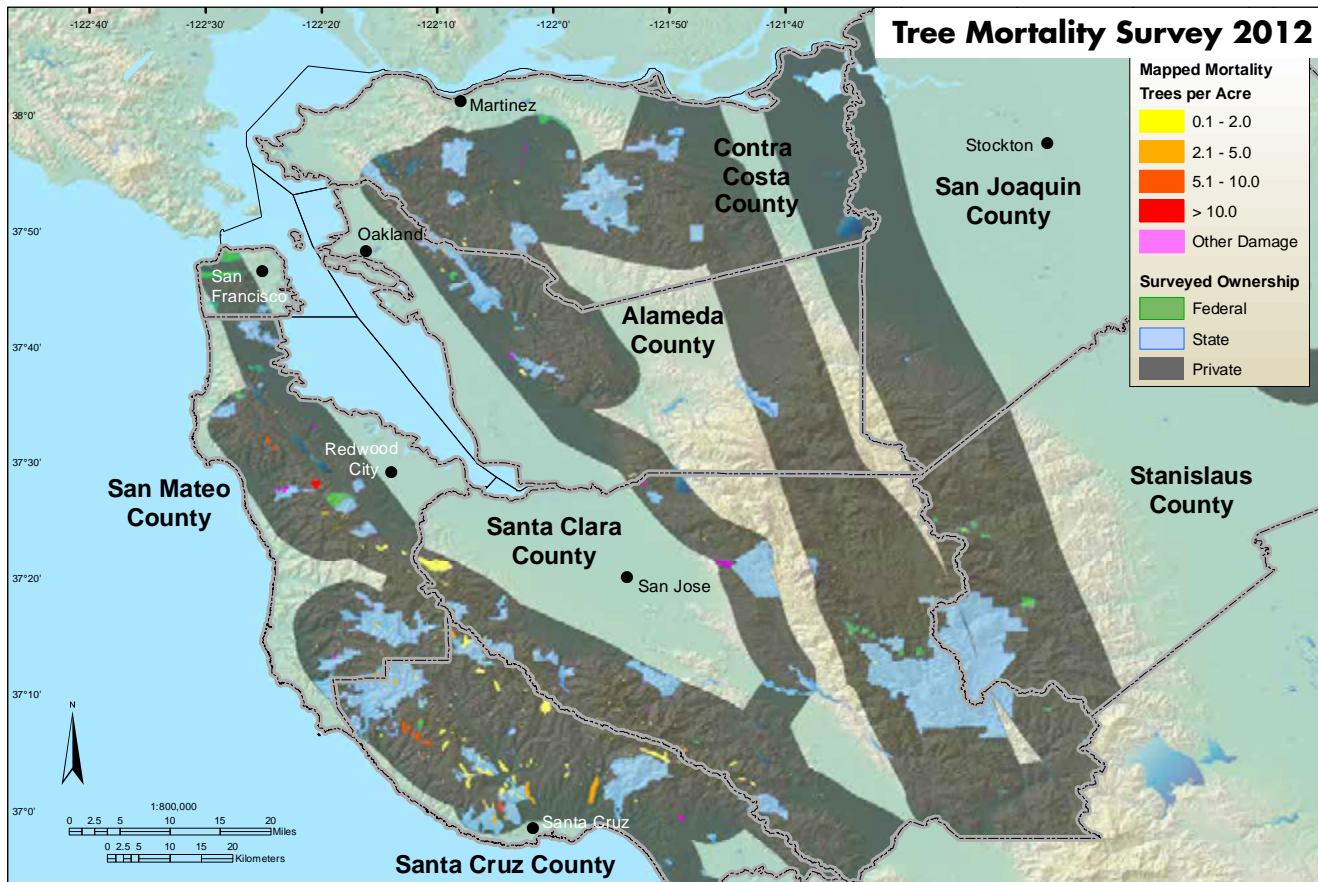 -122°40'
-122°30'
-122°20'
-122°10'
-122°0'
-121°50'
-121°40'
Tree Mortality Survey 2012
Mapped Mortality
Trees per Acre
0.1 - 2.0
2.1 - 5.0
5.1 - 10.0
> 10.0
Other Damage
Surveyed Ownership
Federal
State
Private
38°0'
37°50'
37°40'
37°30'
37°20'
37°10'
37°0'
Martinez
Stockton
Contra
Costa
County
San Joaquin
County
Oakland
San
Francisco
Alameda
County
Redwood
City
San Mateo
County
Stanislaus
County
Santa Clara
County
San Jose
N
1:800,000
0 2.5 5 10 15 20
Miles
0 2.5 5 10 15 20
Kilometers
Santa Cruz
Santa Cruz County